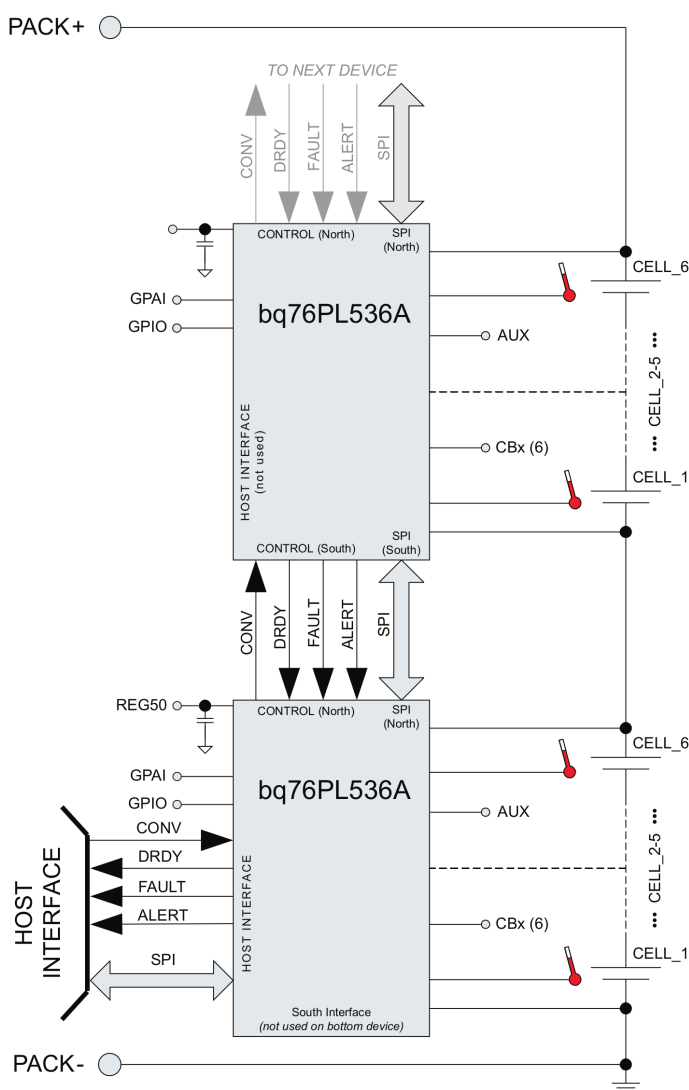 PACK+
TO NEXT DEVICE
CONV
DRDY
FAULT
ALERT
SPI
CONTROL (North)
SPI
(North)
CELL_6
GPAI
GPIO
bq76PL536A
AUX
••• CELL_2-5 •••
HOST INTERFACE
(not used)
CBx (6)
CELL_1
CONTROL (South)
SPI
(South)
CONV
DRDY
FAULT
ALERT
SPI
REG50
CONTROL (North)
SPI
(North)
CELL_6
GPAI
GPIO
bq76PL536A
AUX
••• CELL_2-5 •••
HOST
INTERFACE
CONV
DRDY
FAULT
ALERT
SPI
HOST INTERFACE
CBx (6)
CELL_1
South Interface
(not used on bottom device)
PACK-